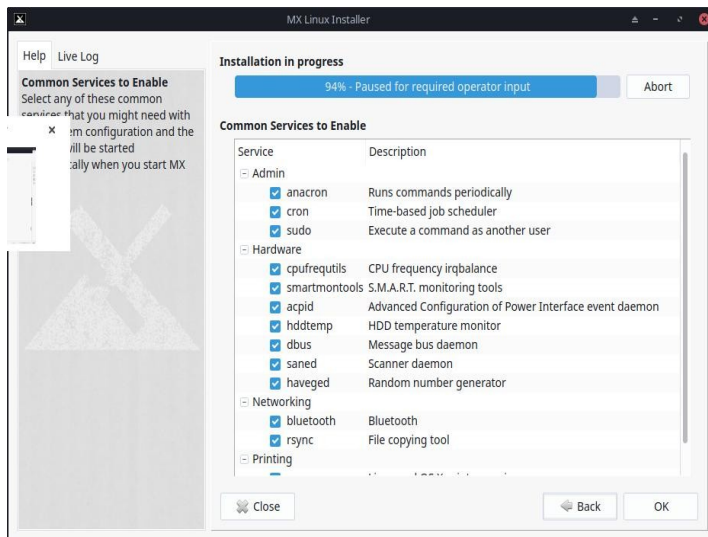 MX Linux Installer
Help Live Log
Common Services to Enable
Select any of these common
services that you might need with
em configuration and the
ill be started
cally when you start MX
Installation in progress
94% - Paused for required operator input
Abort
Common Services to Enable
Service Description
Admin
anacron Runs commands periodically
cron Time-based job scheduler
sudo Execute a command as another user
Hardware
cpufrequtils CPU frequency irqbalance
smartmontools S.M.A.R.T. monitoring tools
acpid Advanced Configuration of Power Interface event daemon
hddtemp HDD temperature monitor
dbus Message bus daemon
saned Scanner daemon
haveged Random number generator
Networking
bluetooth Bluetooth
rsync File copying tool
Printing
Close Back OK